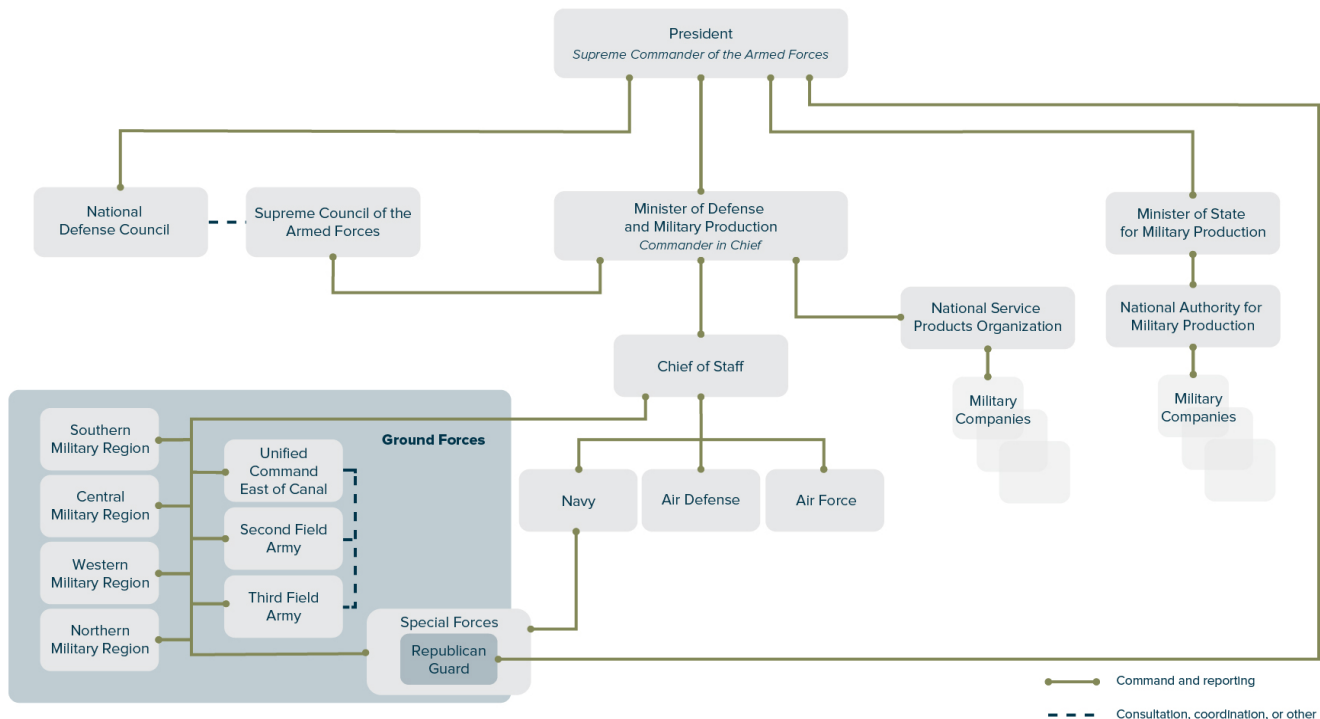 President
Supreme Commander of the Armed Forces
National
Defense Council
Supreme Council of the
Armed Forces
Minister of Defense
and Military Production
Commander in Chief
Minister of State
for Military Production
National Service
Products Organization
National Authority for
Military Production
Chief of Staff
Military
Companies
Military
Companies
Ground Forces
Southern
Military Region
Central
Military Region
Western
Military Region
Northern
Military Region
Unified
Command
East of Canal
Second Field
Army
Third Field
Army
Navy
Air Defense
Air Force
Special Forces
Republican
Guard
Command and reporting
Consultation, coordination, or other